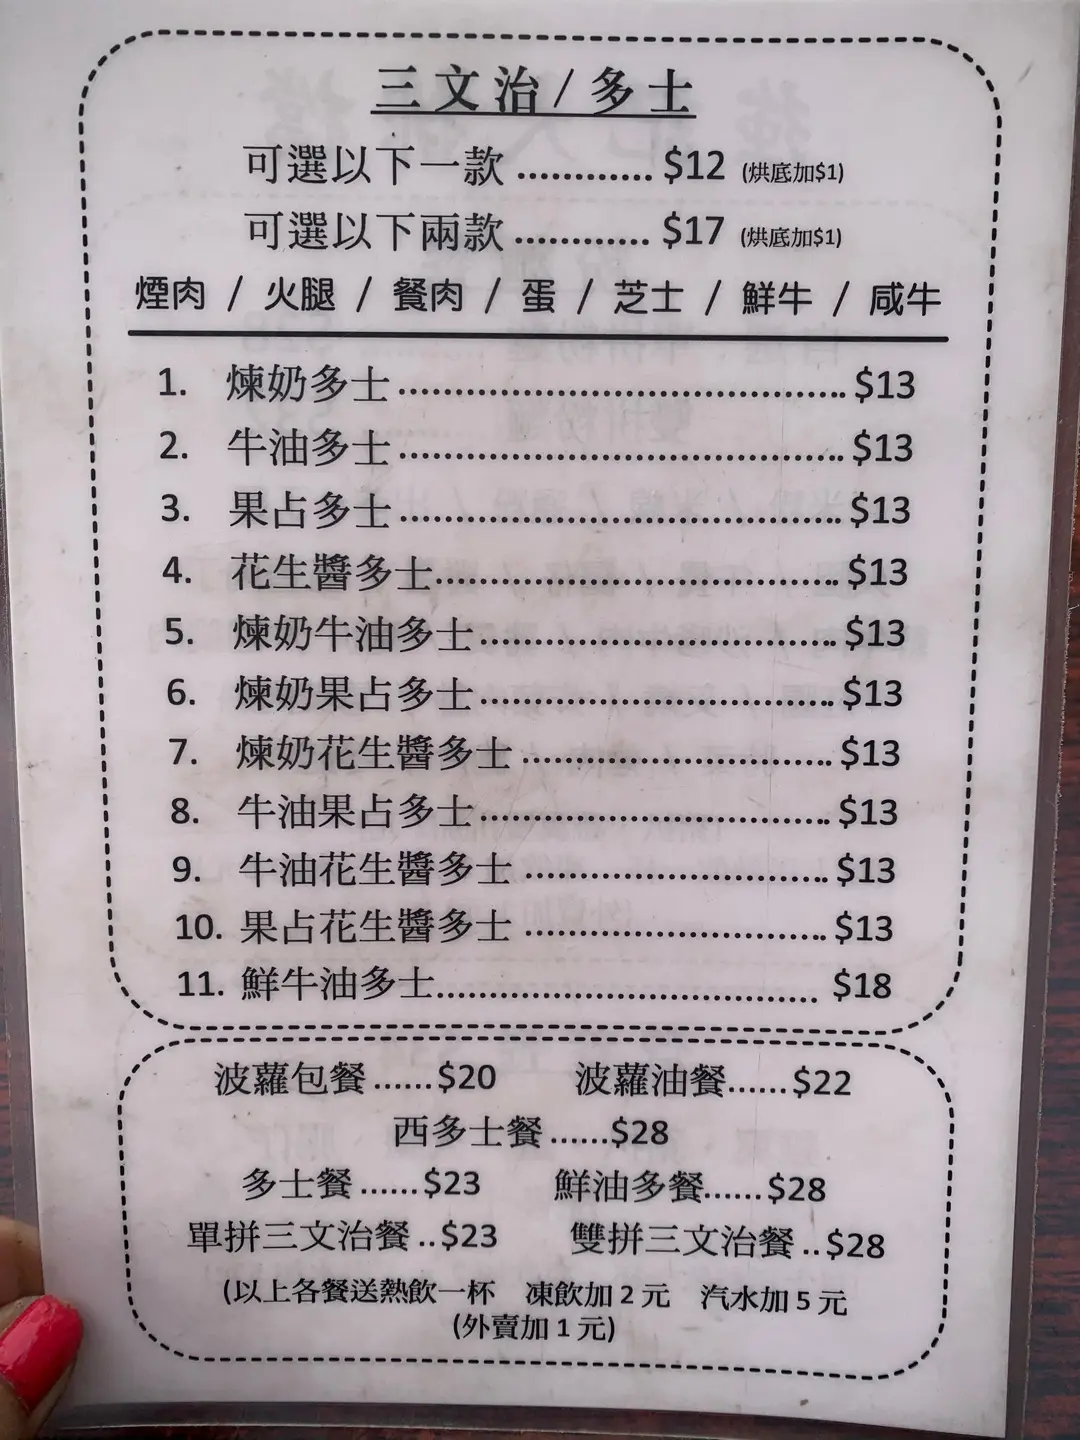 三文治/多士
可選以下一款 ............ $12 (烘底加$1)
可選以下兩款 ............ $17 (烘底加$1)
煙肉 / 火腿 / 餐肉 / 蛋 / 芝士 / 鮮牛 / 咸牛
1. 煉奶多士 ........................................ $13
2. 牛油多士 ........................................ $13
3. 果占多士 ........................................ $13
4. 花生醬多士 .................................... $13
5. 煉奶牛油多士 ................................ $13
6. 煉奶果占多士 ................................ $13
7. 煉奶花生醬多士 ............................ $13
8. 牛油果占多士 ................................ $13
9. 牛油花生醬多士 ............................ $13
10. 果占花生醬多士 ........................... $13
11. 鮮牛油多士 .................................. $18
波蘿包餐 ...... $20 波蘿油餐 ...... $22
西多士餐 ...... $28
多士餐 ...... $23 鮮油多餐 ...... $28
單拼三文治餐 .. $23 雙拼三文治餐 .. $28
(以上各餐送熱飲一杯 凍飲加 2 元 汽水加 5 元
(外賣加 1 元)